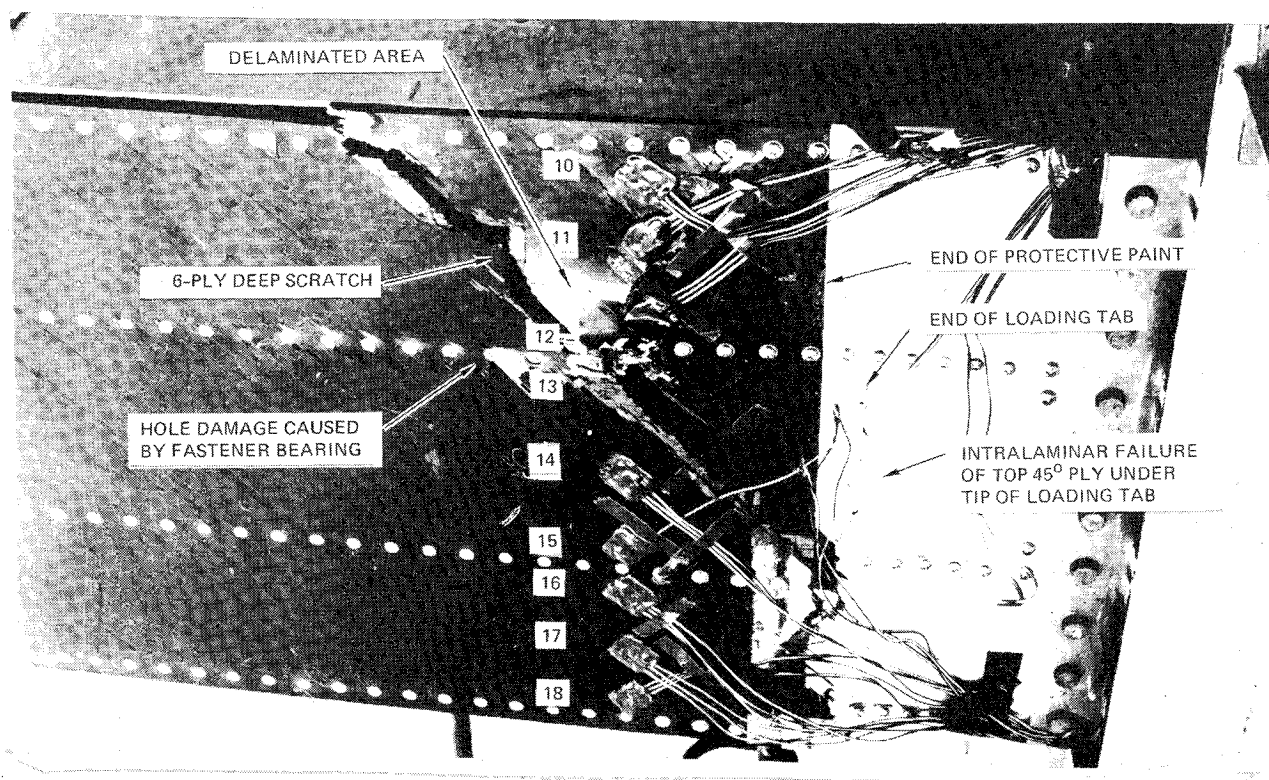 DELAMINATED AREA
10
11
END OF PROTECTIVE PAINT
6-PLY DEEP SCRATCH
END OF LOADING TAB
12
13
HOLE DAMAGE CAUSED
BY FASTENER BEARING
14
INTRALAMINAR FAILURE
OF TOP 45⁰ PLY UNDER
TIP OF LOADING TAB
15
16
17
18